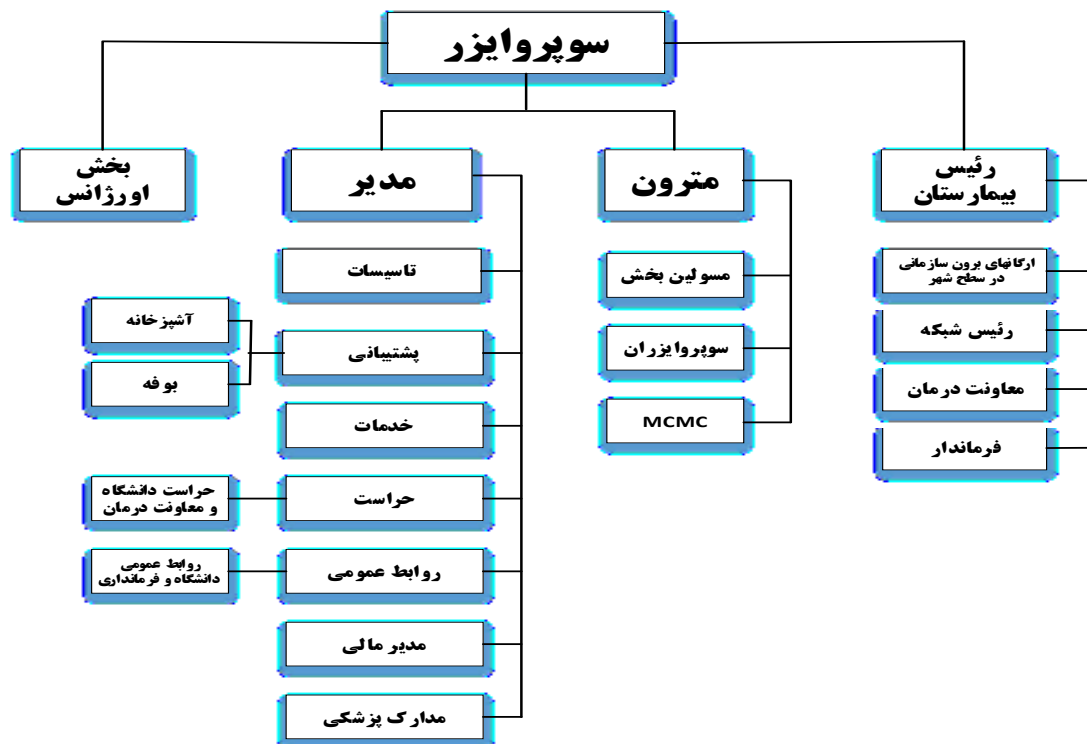 سوپروایزر
رئیس
بیمارستان
ارگانهای برون سازمانی
در سطح شهر
رئیس شبکه
معاونت درمان
فرماندار
مترون
مسولین بخش
سوپروایزران
MCMC
مدیر
تاسیسات
پشتیبانی
آشپزخانه
بوفه
خدمات
حراست
حراست دانشگاه
و معاونت درمان
روابط عمومی
روابط عمومی
دانشگاه و فرمانداری
مدیر مالی
مدارک پزشکی
بخش
اورژانس